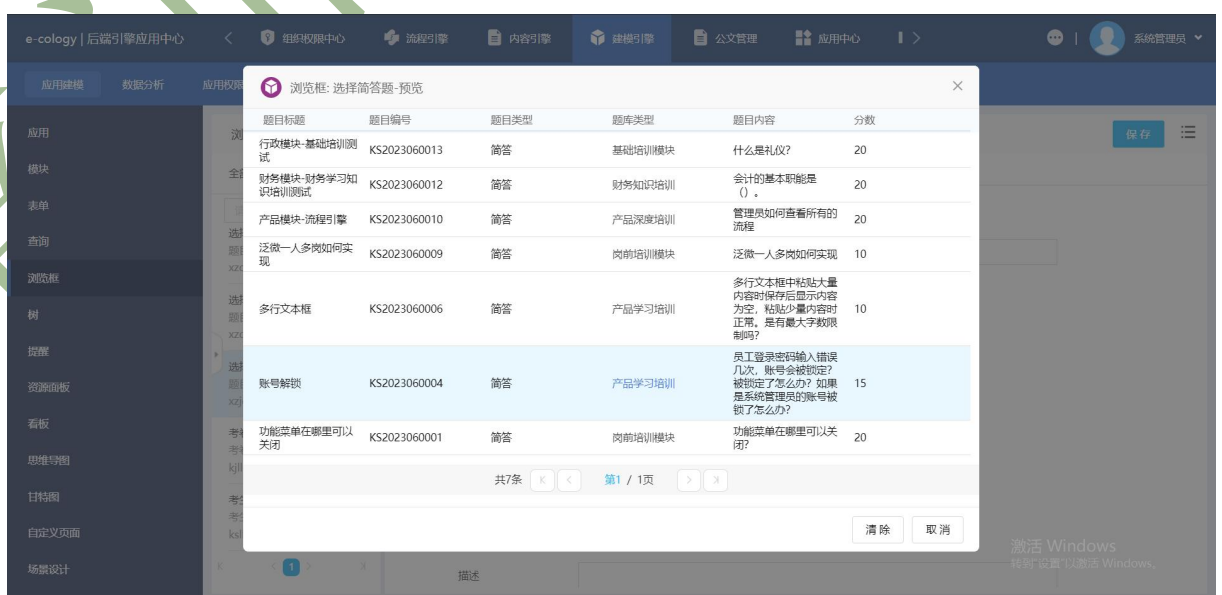 e-cology | 后端引擎应用中心
组织权限中心
流程引擎
内容引擎
建模引擎
公文管理
应用中心
系统管理员
应用建模
数据分析
应用权限
浏览框: 选择简答题-预览
应用
模块
表单
查询
浏览框
树
提醒
资源面板
看板
思维导图
甘特图
自定义页面
场景设计
保存
题目标题 题目编号 题目类型 题库类型 题目内容 分数
行政模块-基础培训测
试
KS2023060013 简答 基础培训模块 什么是礼仪? 20
财务模块-财务学习知
识培训测试
KS2023060012 简答 财务知识培训
会计的基本职能是
()。
20
产品模块-流程引擎 KS2023060010 简答 产品深度培训
管理员如何查看所有的
流程
20
泛微一人多岗如何实
现
KS2023060009 简答 岗前培训模块 泛微一人多岗如何实现 10
多行文本框 KS2023060006 简答 产品学习培训
多行文本框中粘贴大量
内容时保存后显示内容
为空，粘贴少量内容时
正常。是有最大字数限
制吗?
10
账号解锁 KS2023060004 简答 产品学习培训
员工登录密码输入错误
几次，账号会被锁定?
被锁定了怎么办? 如果
是系统管理员的账号被
锁了怎么办?
15
功能菜单在哪里可以
关闭
KS2023060001 简答 岗前培训模块
功能菜单在哪里可以关
闭?
20
共7条 第1 / 1页
清除 取消
1
描述
激活 Windows
转到"设置"以激活 Windows。